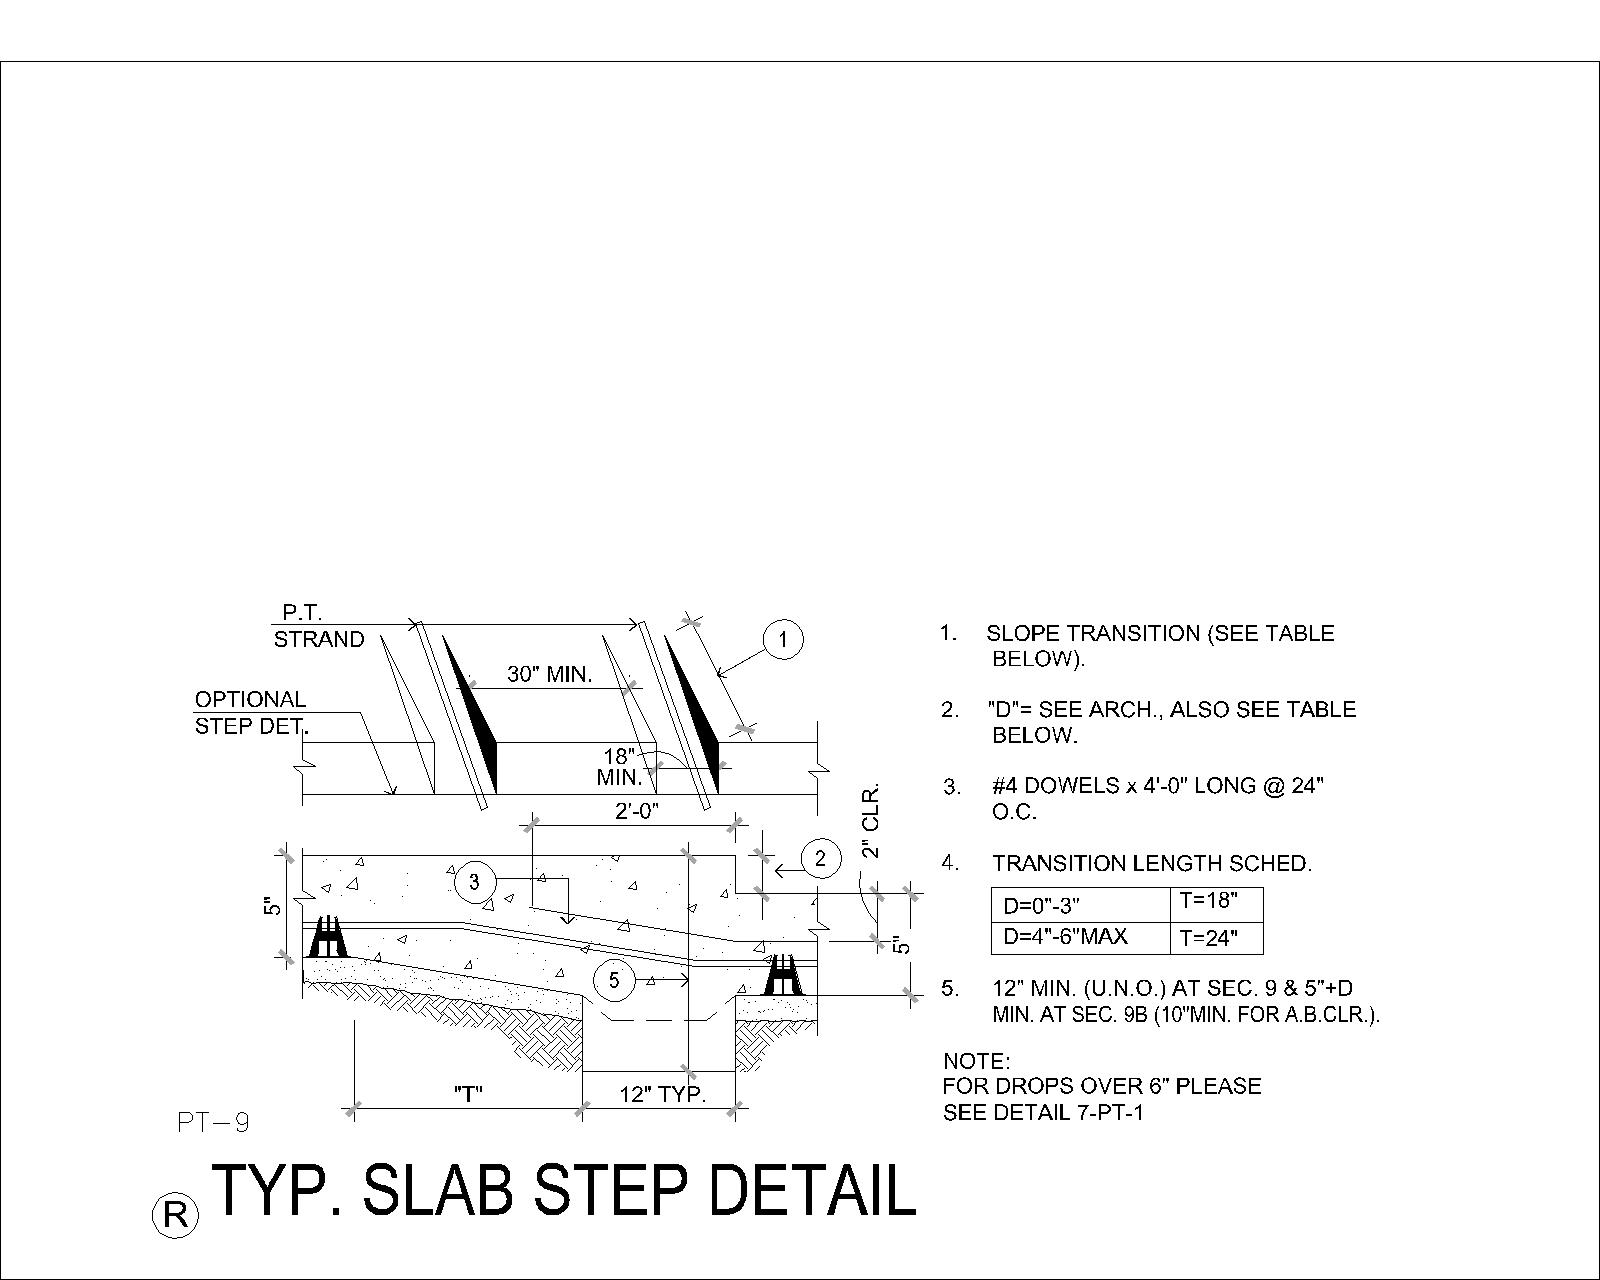 P.T.
STRAND
1
30" MIN.
OPTIONAL
STEP DET.
18"
MIN.
2'-0"
2" CLR.
2
3
5"
5"
5
"T"
12" TYP.
PT-9
R
TYP. SLAB STEP DETAIL
1. SLOPE TRANSITION (SEE TABLE
BELOW).
2. "D"= SEE ARCH., ALSO SEE TABLE
BELOW.
3. #4 DOWELS x 4'-0" LONG @ 24"
O.C.
4. TRANSITION LENGTH SCHED.
D=0"-3" T=18"
D=4"-6"MAX T=24"
5. 12" MIN. (U.N.O.) AT SEC. 9 & 5"+D
MIN. AT SEC. 9B (10"MIN. FOR A.B.CLR.).
NOTE:
FOR DROPS OVER 6" PLEASE
SEE DETAIL 7-PT-1